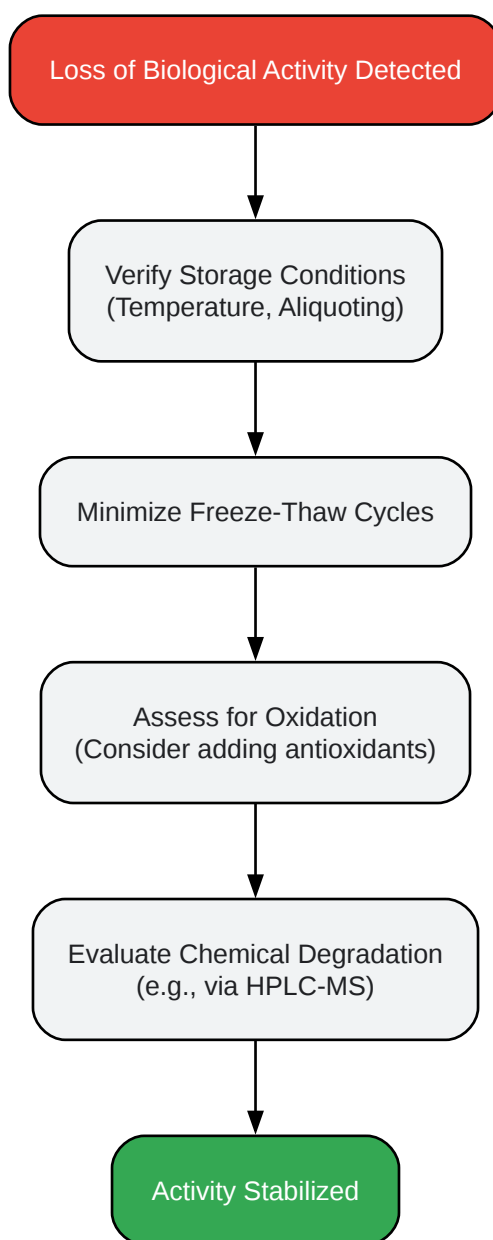 Loss of Biological Activity Detected
Verify Storage Conditions
(Temperature, Aliquoting)
Minimize Freeze-Thaw Cycles
Assess for Oxidation
(Consider adding antioxidants)
Evaluate Chemical Degradation
(e.g., via HPLC-MS)
Activity Stabilized